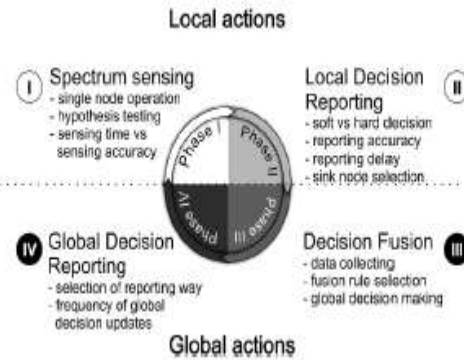 Local actions
I
Spectrum sensing
- single node operation
- hypothesis testing
- sensing time vs
sensing accuracy
Local Decision
Reporting
II
- soft vs hard decision
- reporting accuracy
- reporting delay
- sink node selection
Phase I
Phase II
Phase IV
Phase III
IV
Global Decision
Reporting
- selection of reporting way
- frequency of global
decision updates
Decision Fusion
III
- data collecting
- fusion rule selection
- global decision making
Global actions